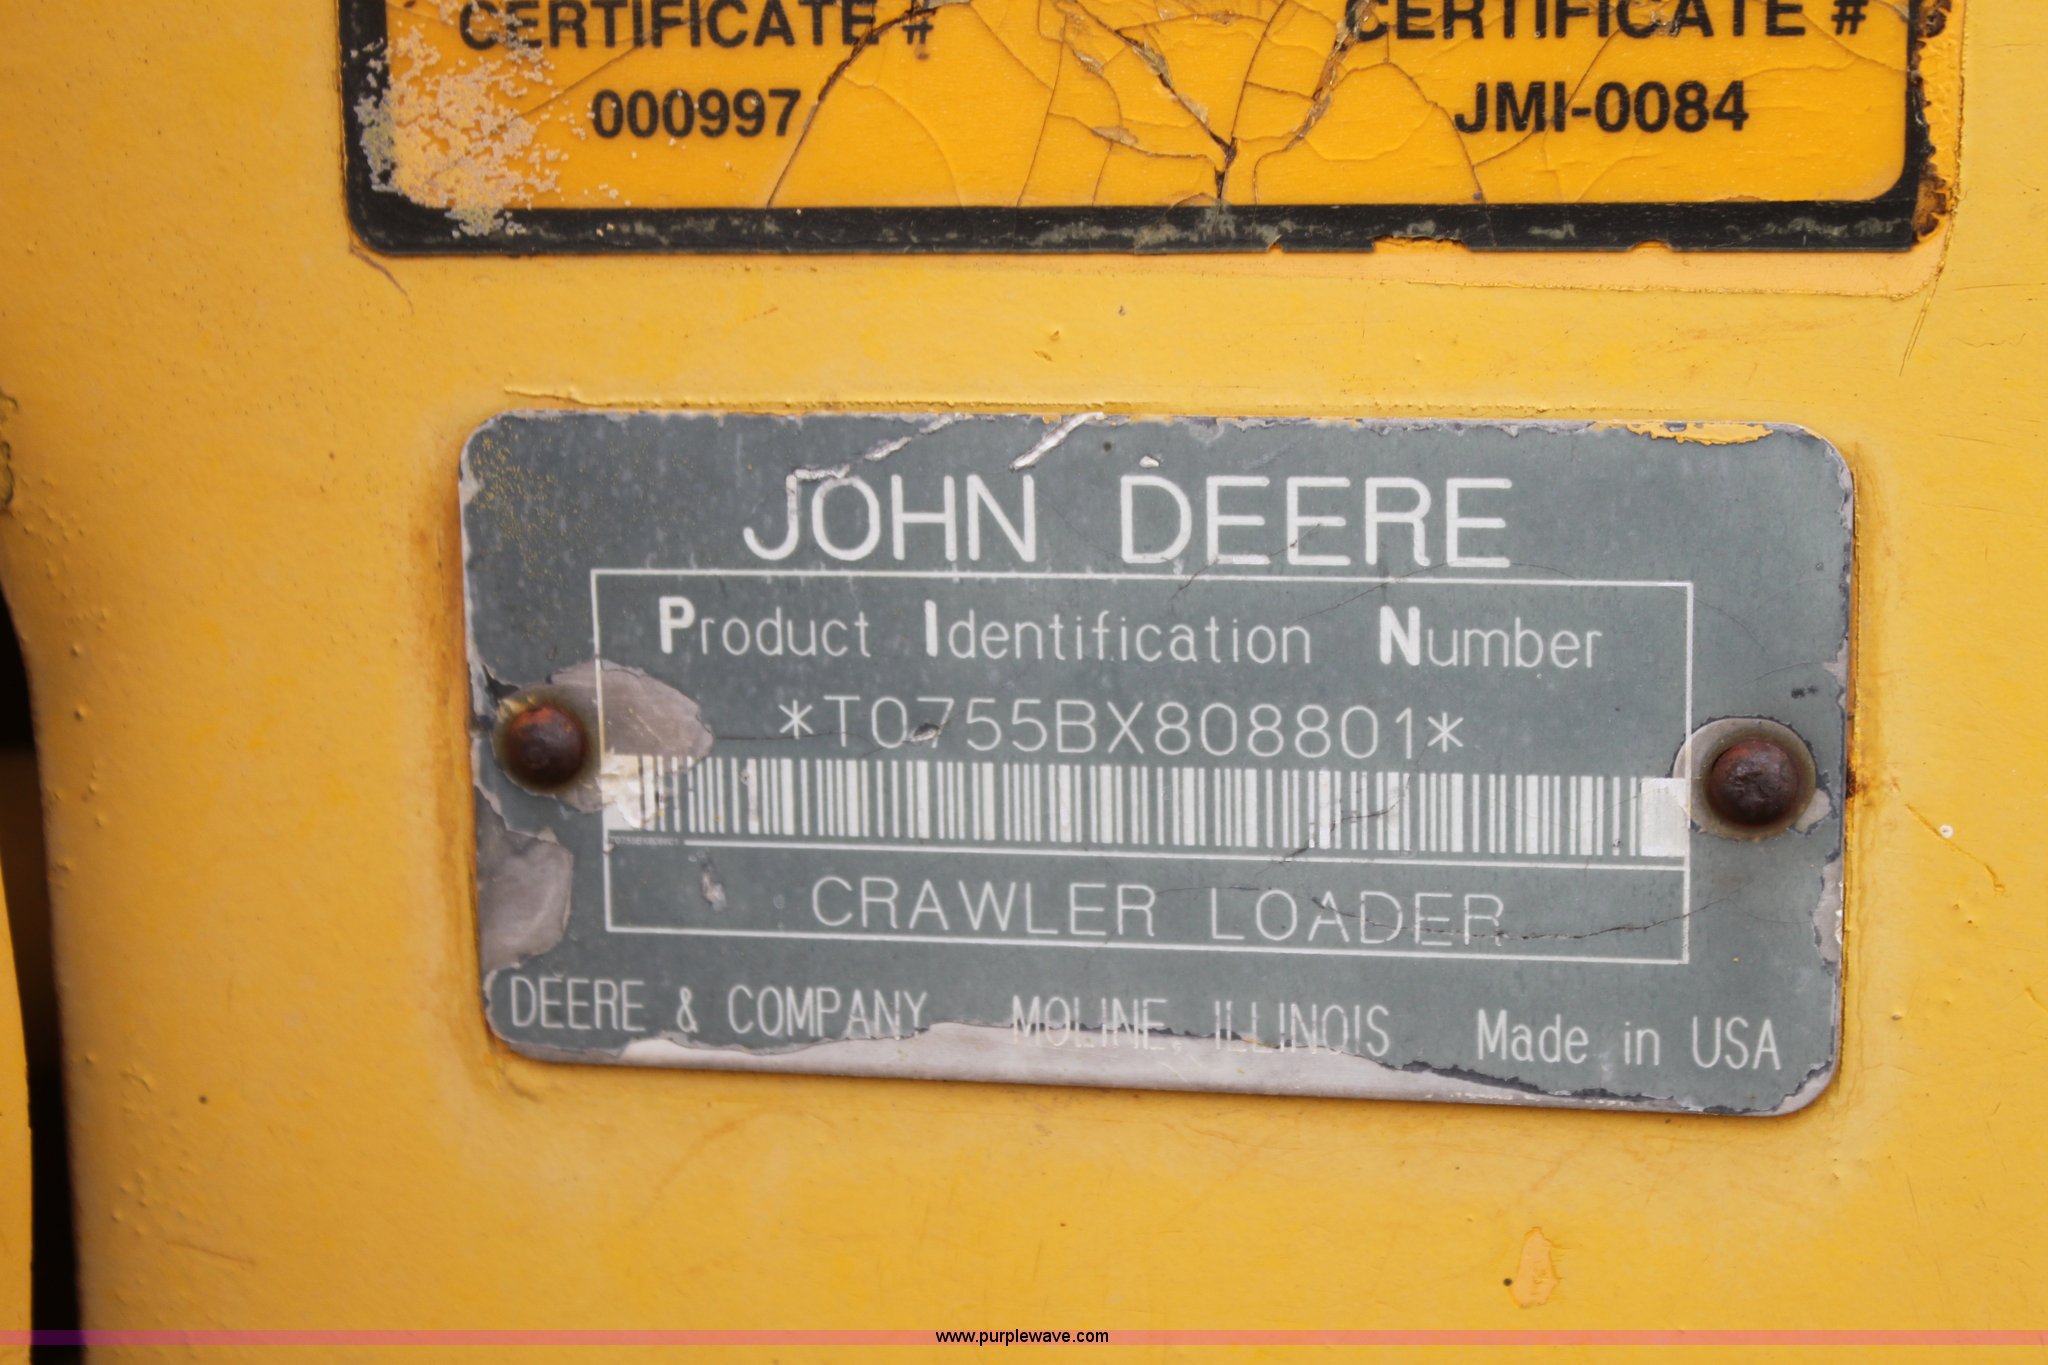 CERTIFICATE # CERTIFICATE #
000997 JMI-0084
JOHN DEERE
Product Identification Number
*T0755BX808801*
T0755BX808801
CRAWLER LOADER
DEERE & COMPANY MOLINE, ILLINOIS Made in USA
www.purplewave.com